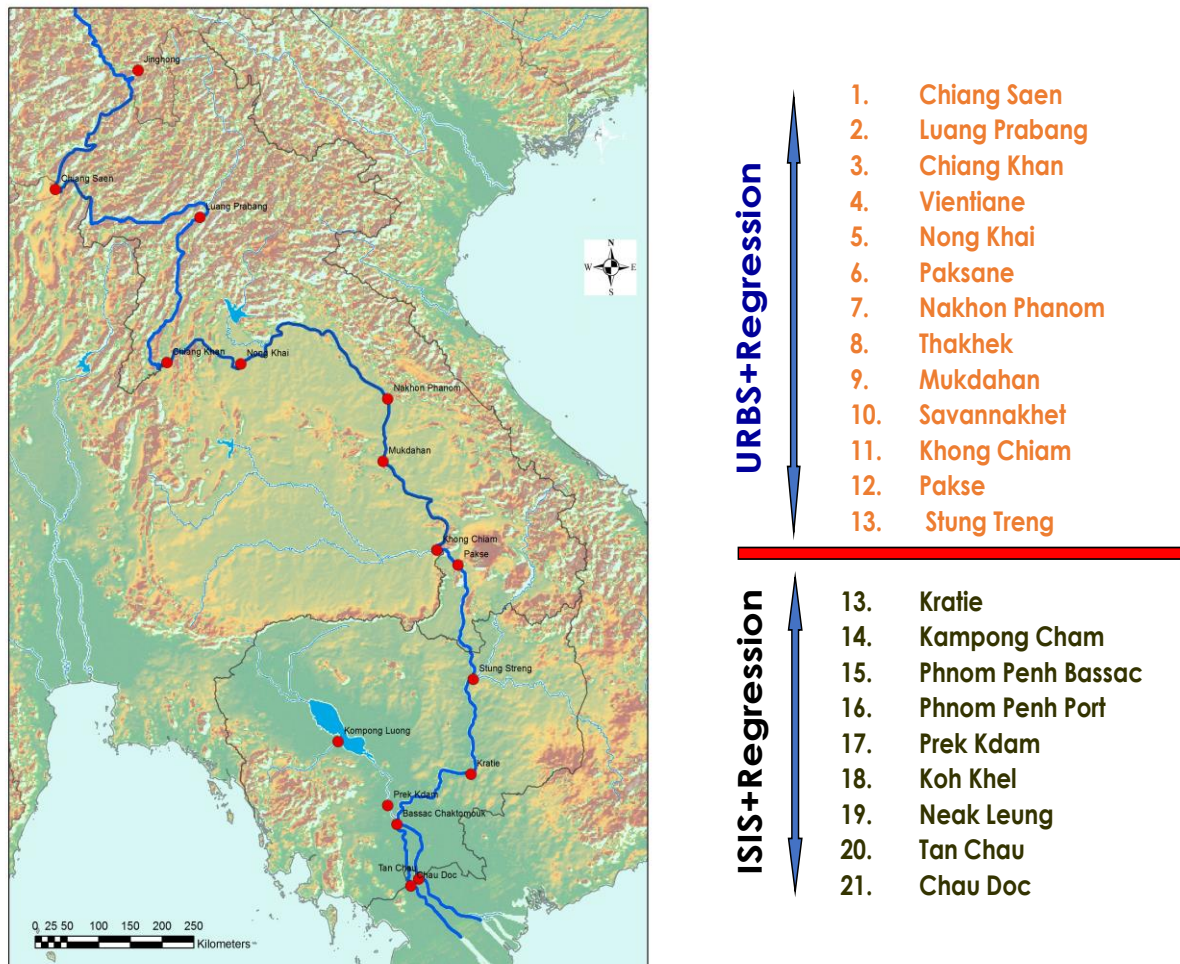 Jinghong
Chiang Saen
Luang Prabang
N
W E
S
Chiang Khan
Nong Khai
Nakhon Phanom
Mukdahan
Khong Chiam
Pakse
Stung Streng
Kompong Luong
Kratie
Prek Kdam
Bassac Chaktomouk
Tan Chau
Chau Doc
0 25 50 100 150 200 250
Kilometers
URBS+Regression
1. Chiang Saen
2. Luang Prabang
3. Chiang Khan
4. Vientiane
5. Nong Khai
6. Paksane
7. Nakhon Phanom
8. Thakhek
9. Mukdahan
10. Savannakhet
11. Khong Chiam
12. Pakse
13. Stung Treng
ISIS+Regression
13. Kratie
14. Kampong Cham
15. Phnom Penh Bassac
16. Phnom Penh Port
17. Prek Kdam
18. Koh Khel
19. Neak Leung
20. Tan Chau
21. Chau Doc